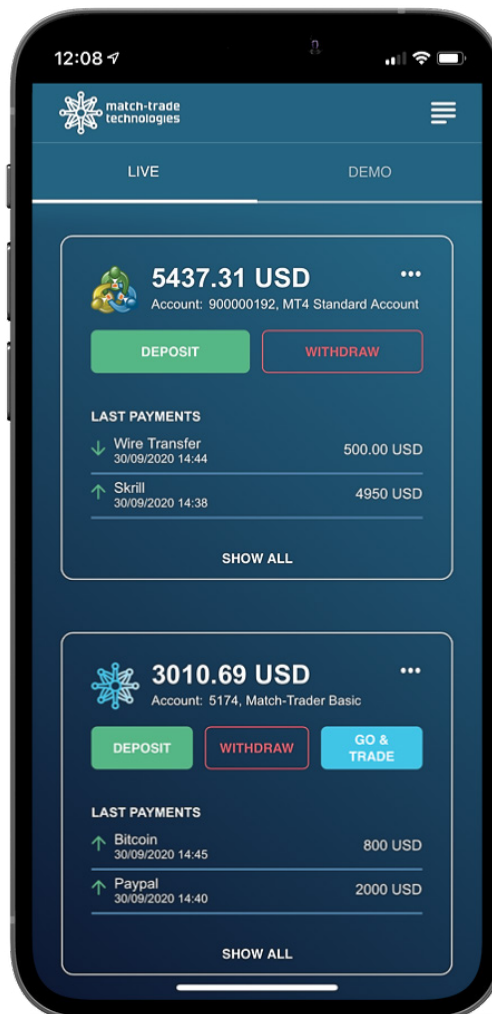 12:08
match-trade
technologies
LIVE
DEMO
5437.31 USD
Account: 900000192, MT4 Standard Account
DEPOSIT
WITHDRAW
LAST PAYMENTS
Wire Transfer
500.00 USD
30/09/2020 14:44
Skrill
4950 USD
30/09/2020 14:38
SHOW ALL
3010.69 USD
Account: 5174, Match-Trader Basic
DEPOSIT
WITHDRAW
GO &
TRADE
LAST PAYMENTS
Bitcoin
800 USD
30/09/2020 14:45
Paypal
2000 USD
30/09/2020 14:40
SHOW ALL